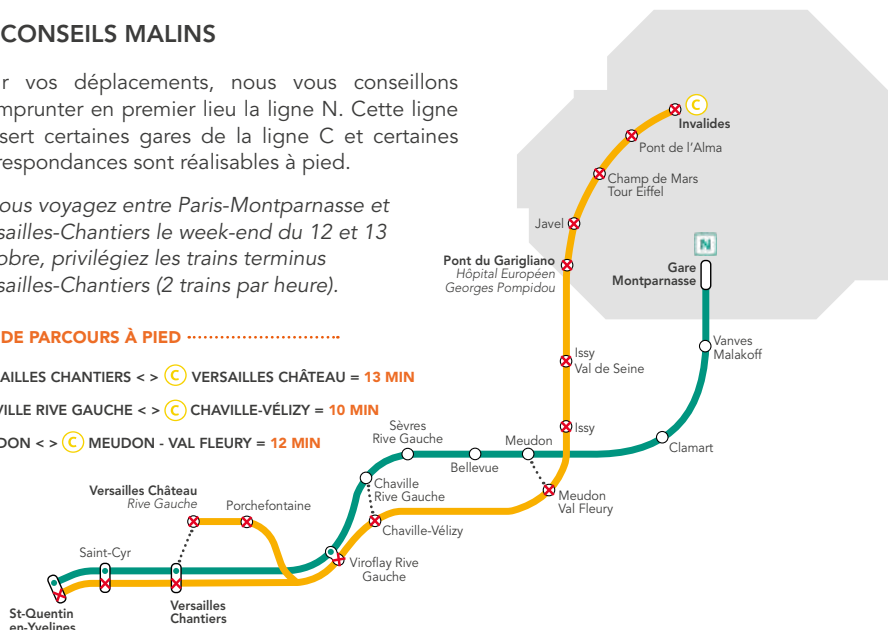 CONSEILS MALINS
r vos déplacements, nous vous conseillons
mprunter en premier lieu la ligne N. Cette ligne
sert certaines gares de la ligne C et certaines
respondances sont réalisables à pied.
ous voyagez entre Paris-Montparnasse et
sailles-Chantiers le week-end du 12 et 13
obre, privilégiez les trains terminus
sailles-Chantiers (2 trains par heure).
DE PARCOURS À PIED
AILLES CHANTIERS < > C VERSAILLES CHÂTEAU = 13 MIN
VILLE RIVE GAUCHE < > C CHAVILLE-VÉLIZY = 10 MIN
DON < > C MEUDON - VAL FLEURY = 12 MIN
C
Invalides
Pont de l'Alma
Champ de Mars
Tour Eiffel
Javel
Pont du Garigliano
Hôpital Européen
Georges Pompidou
N
Gare
Montparnasse
Vanves
Malakoff
Issy
Val de Seine
Issy
Clamart
Sèvres
Rive Gauche
Bellevue
Meudon
Meudon
Val Fleury
Chaville
Rive Gauche
Chaville-Vélizy
Versailles Château
Rive Gauche
Porchefontaine
Viroflay Rive
Gauche
Saint-Cyr
Versailles
Chantiers
St-Quentin
en-Yvelines